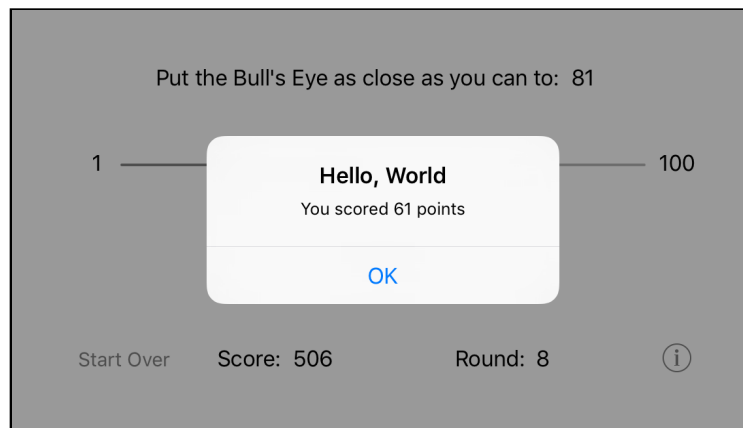 Put the Bull's Eye as close as you can to: 81
1 100
Hello, World
You scored 61 points
OK
Start Over Score: 506 Round: 8 i